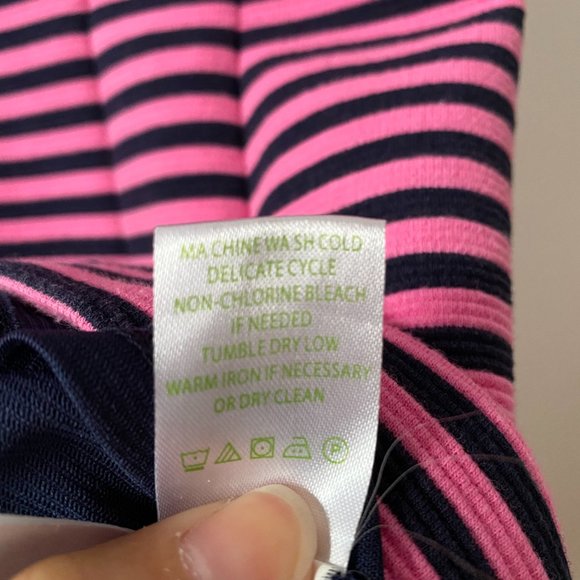 MA CHINE WA SH COLD
DELICATE CYCLE
NON-CHLORINE BLEACH
IF NEEDED
TUMBLE DRY LOW
WARM IRON IF NECESSARY
OR DRY CLEAN
P